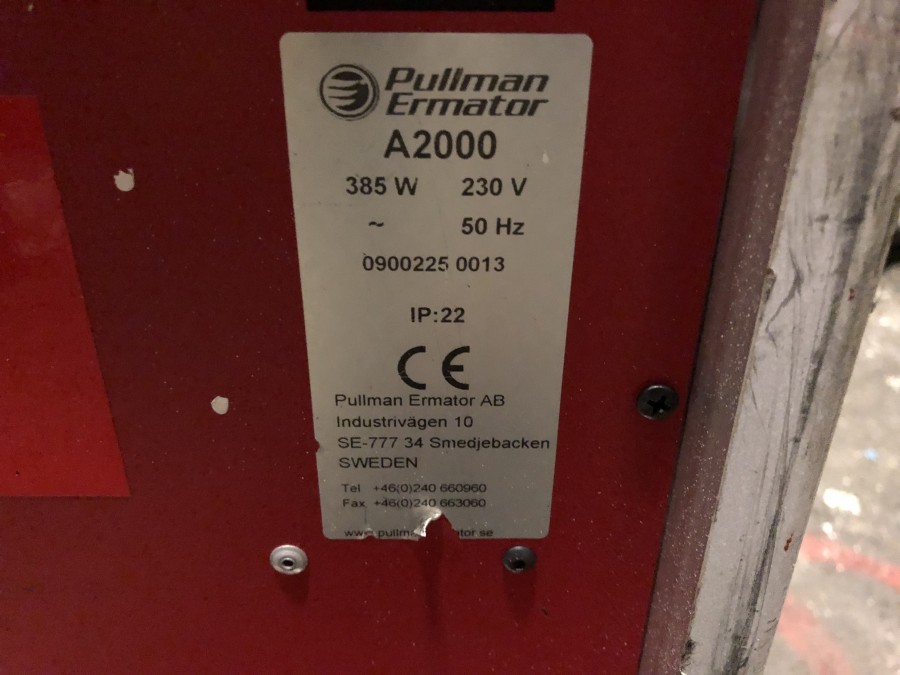 Pullman
Ermator
A2000
385 W 230 V
~ 50 Hz
0900225 0013
IP:22
CE
Pullman Ermator AB
Industrivägen 10
SE-777 34 Smedjebacken
SWEDEN
Tel +46(0)240 660960
Fax +46(0)240 663060